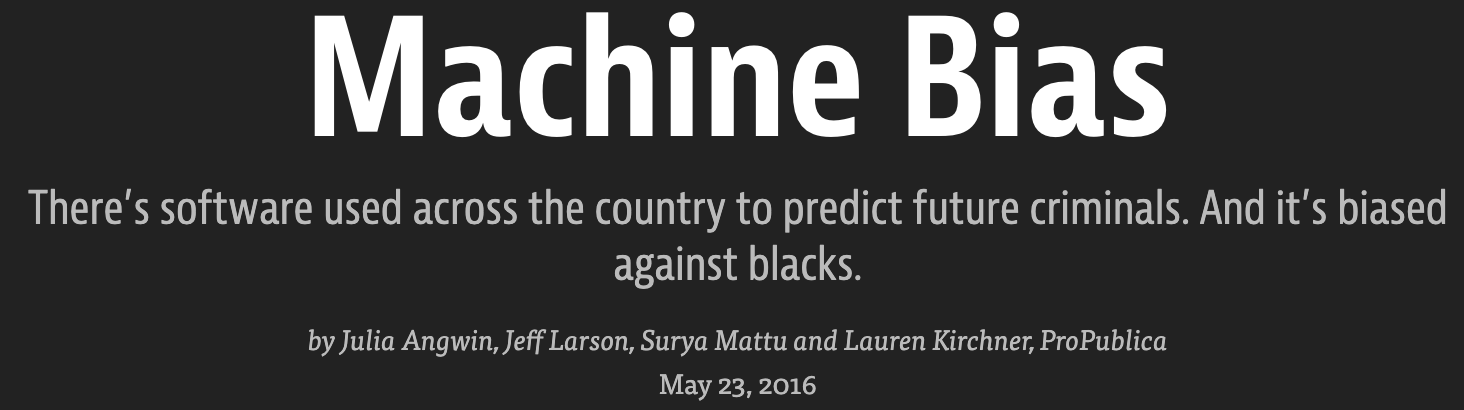 Machine Bias
There’s software used across the country to predict future criminals. And it’s biased
against blacks.
by Julia Angwin, Jeff Larson, Surya Mattu and Lauren Kirchner, ProPublica
May 23, 2016